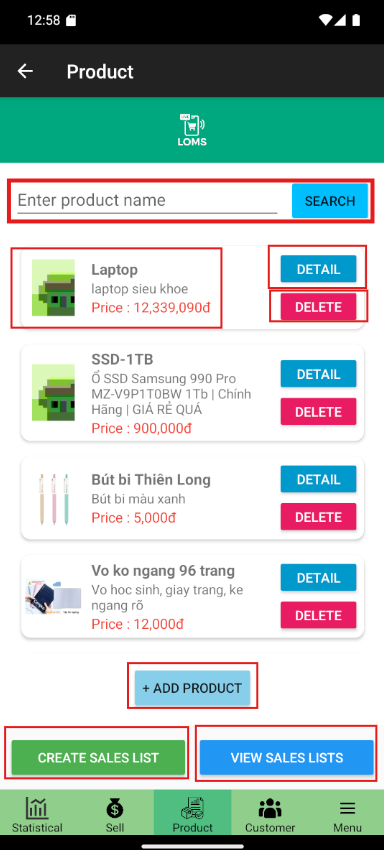 12:58
Product
LOMS
Enter product name
SEARCH
Laptop
laptop sieu khoe
Price : 12,339,090đ
DETAIL
DELETE
SSD-1TB
Ổ SSD Samsung 990 Pro
MZ-V9P1T0BW 1Tb | Chính
Hãng | GIÁ RẺ QUÁ
Price : 900,000đ
DETAIL
DELETE
Bút bi Thiên Long
Bút bi màu xanh
Price : 5,000đ
DETAIL
DELETE
Vo ko ngang 96 trang
Vo hoc sinh, giay trang, ke
ngang rõ
Price : 12,000đ
DETAIL
DELETE
+ ADD PRODUCT
CREATE SALES LIST
VIEW SALES LISTS
Statistical
Sell
Product
Customer
Menu